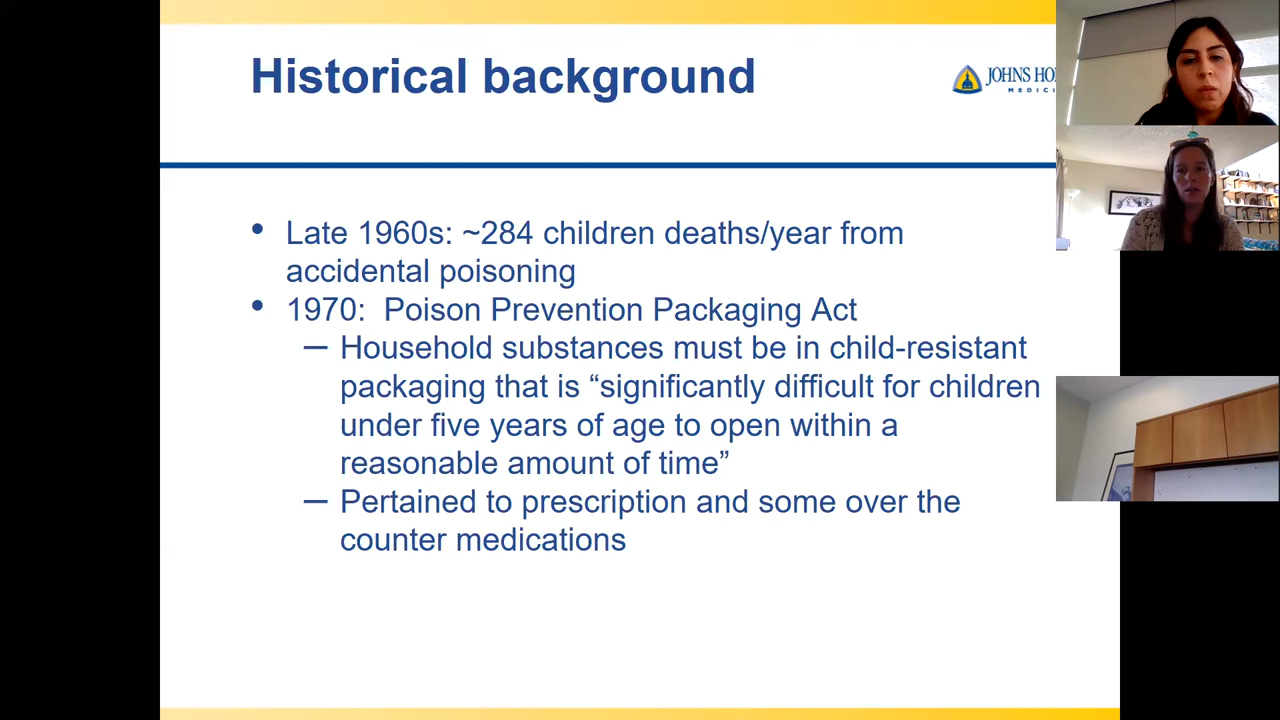 Historical background
JOHNS HO
MEDICI
• Late 1960s: ~284 children deaths/year from
accidental poisoning
• 1970:  Poison Prevention Packaging Act
– Household substances must be in child-resistant
packaging that is “significantly difficult for children
under five years of age to open within a
reasonable amount of time”
– Pertained to prescription and some over the
counter medications